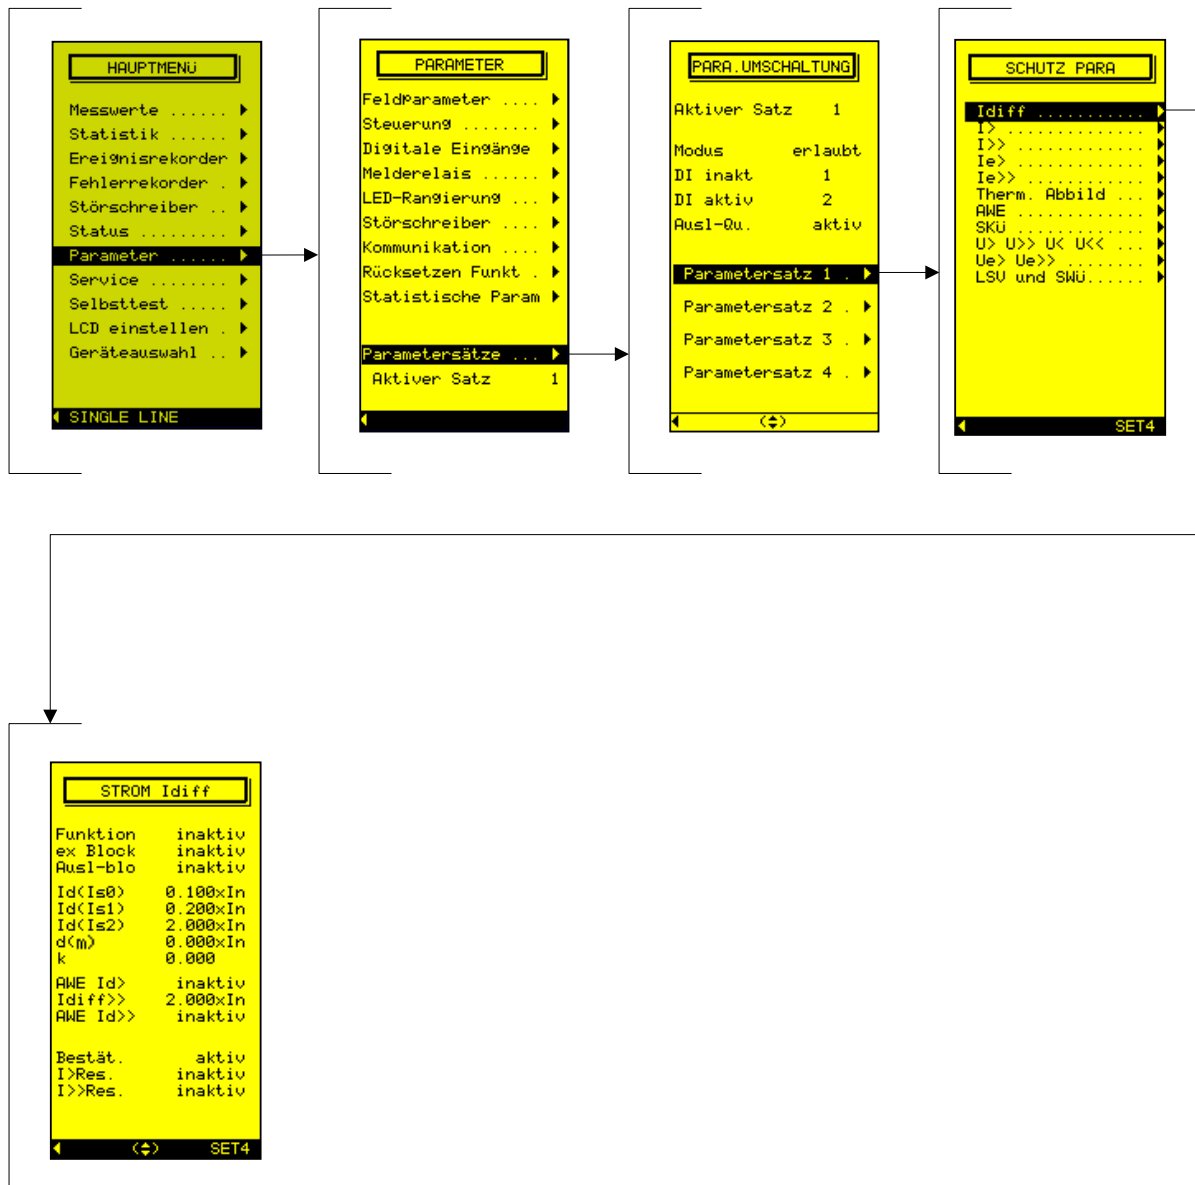 HAUPTMENü
Messwerte ...... 
Statistik ...... 
Ereignisrekorder
Fehlerrekorder .
Störschreiber ..
Status .........
Parameter ......
Service ........
Selbsttest .....
LCD einstellen .
Geräteauswahl ..
SINGLE LINE
PARAMETER
Feldparameter ....
Steuerung ........
Digitale Eingänge
Melderelais ......
LED-Rangierung ...
Störschreiber ....
Kommunikation ....
Rücksetzen Funkt .
Statistische Param
Parametersätze ...
Aktiver Satz 1
PARA.UMSCHALTUNG
Aktiver Satz 1
Modus erlaubt
DI inakt 1
DI aktiv 2
Ausl-Qu. aktiv
Parametersatz 1 .
Parametersatz 2 .
Parametersatz 3 .
Parametersatz 4 .
SCHUTZ PARA
Idiff ...........
I> ..............
I>> .............
Ie> .............
Ie>> ............
Therm. Abbild ...
AWE .............
SKü .............
U> U>> U< U<< ...
Ue> Ue>> ........
LSV und SWü......
SET4
STROM Idiff
Funktion inaktiv
ex Block inaktiv
Ausl-blo inaktiv
Id(Is0) 0.100xIn
Id(Is1) 0.200xIn
Id(Is2) 2.000xIn
d(m) 0.000xIn
k 0.000
AWE Id> inaktiv
Idiff>> 2.000xIn
AWE Id>> inaktiv
Bestät. aktiv
I>Res. inaktiv
I>>Res. inaktiv
SET4